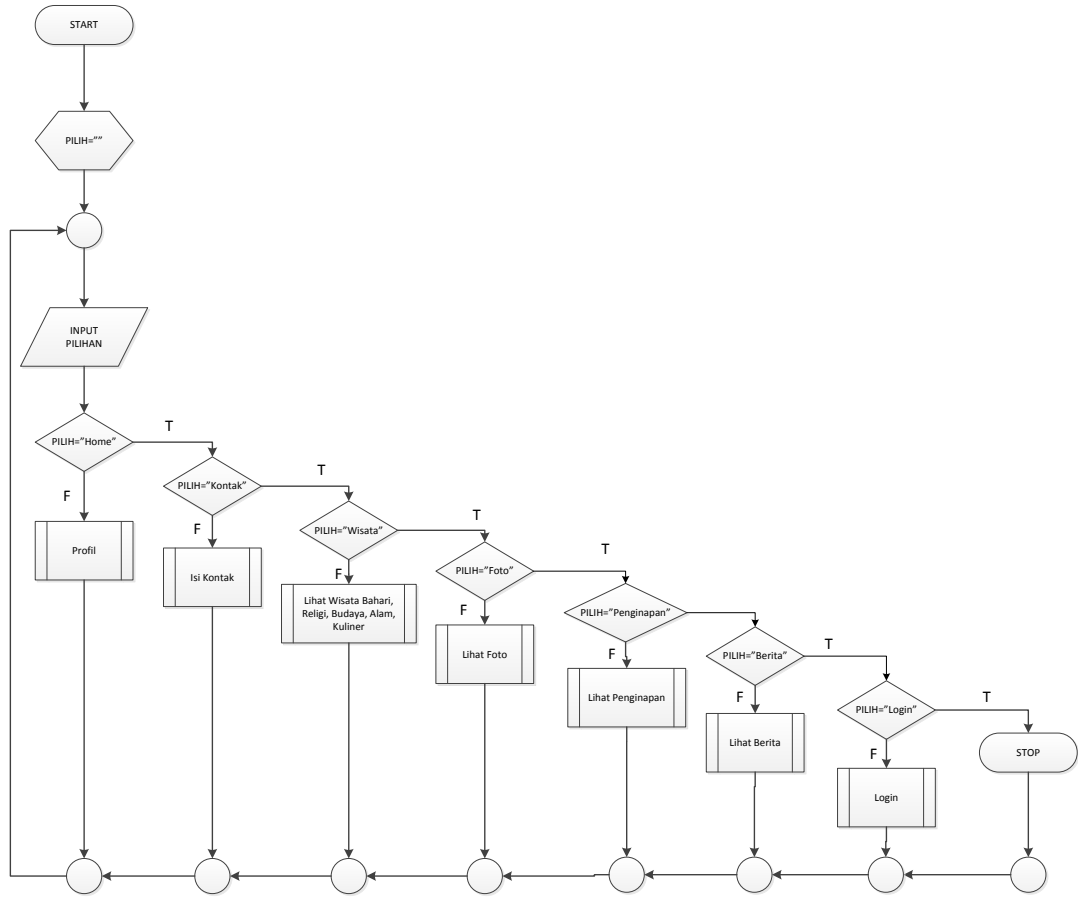 START
PILIH=””
INPUT
PILIHAN
PILIH=”Home”
T
F
Profil
PILIH=”Kontak”
T
F
Isi Kontak
PILIH=”Wisata”
T
F
Lihat Wisata Bahari,
Religi, Budaya, Alam,
Kuliner
PILIH=”Foto”
T
F
Lihat Foto
PILIH=”Penginapan”
F
Lihat Penginapan
PILIH=”Berita”
T
F
Lihat Berita
PILIH=”Login”
T
F
Login
STOP